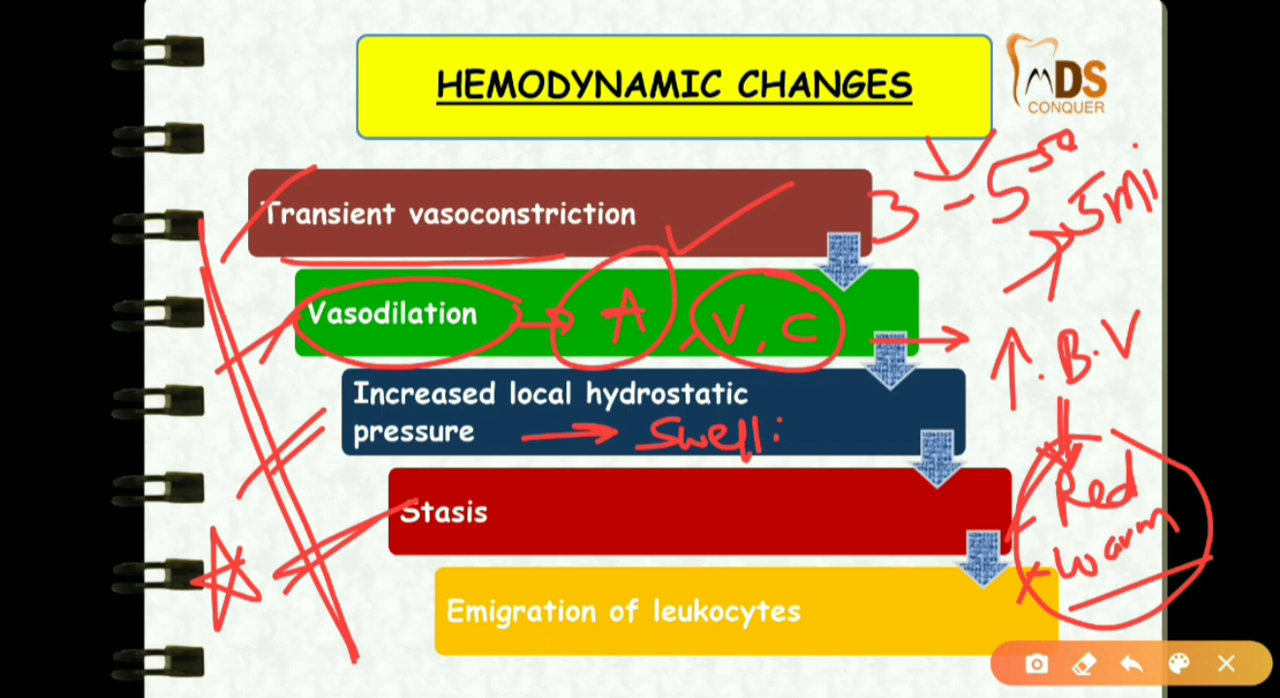 HEMODYNAMIC CHANGES
MDS
CONQUER
Transient vasoconstriction
3 - 5
5 Mi
Vasodilation → A, V, C → ↑ . B. V
Increased local hydrostatic
pressure → Swelli
Red
Warm
Stasis
Emigration of leukocytes